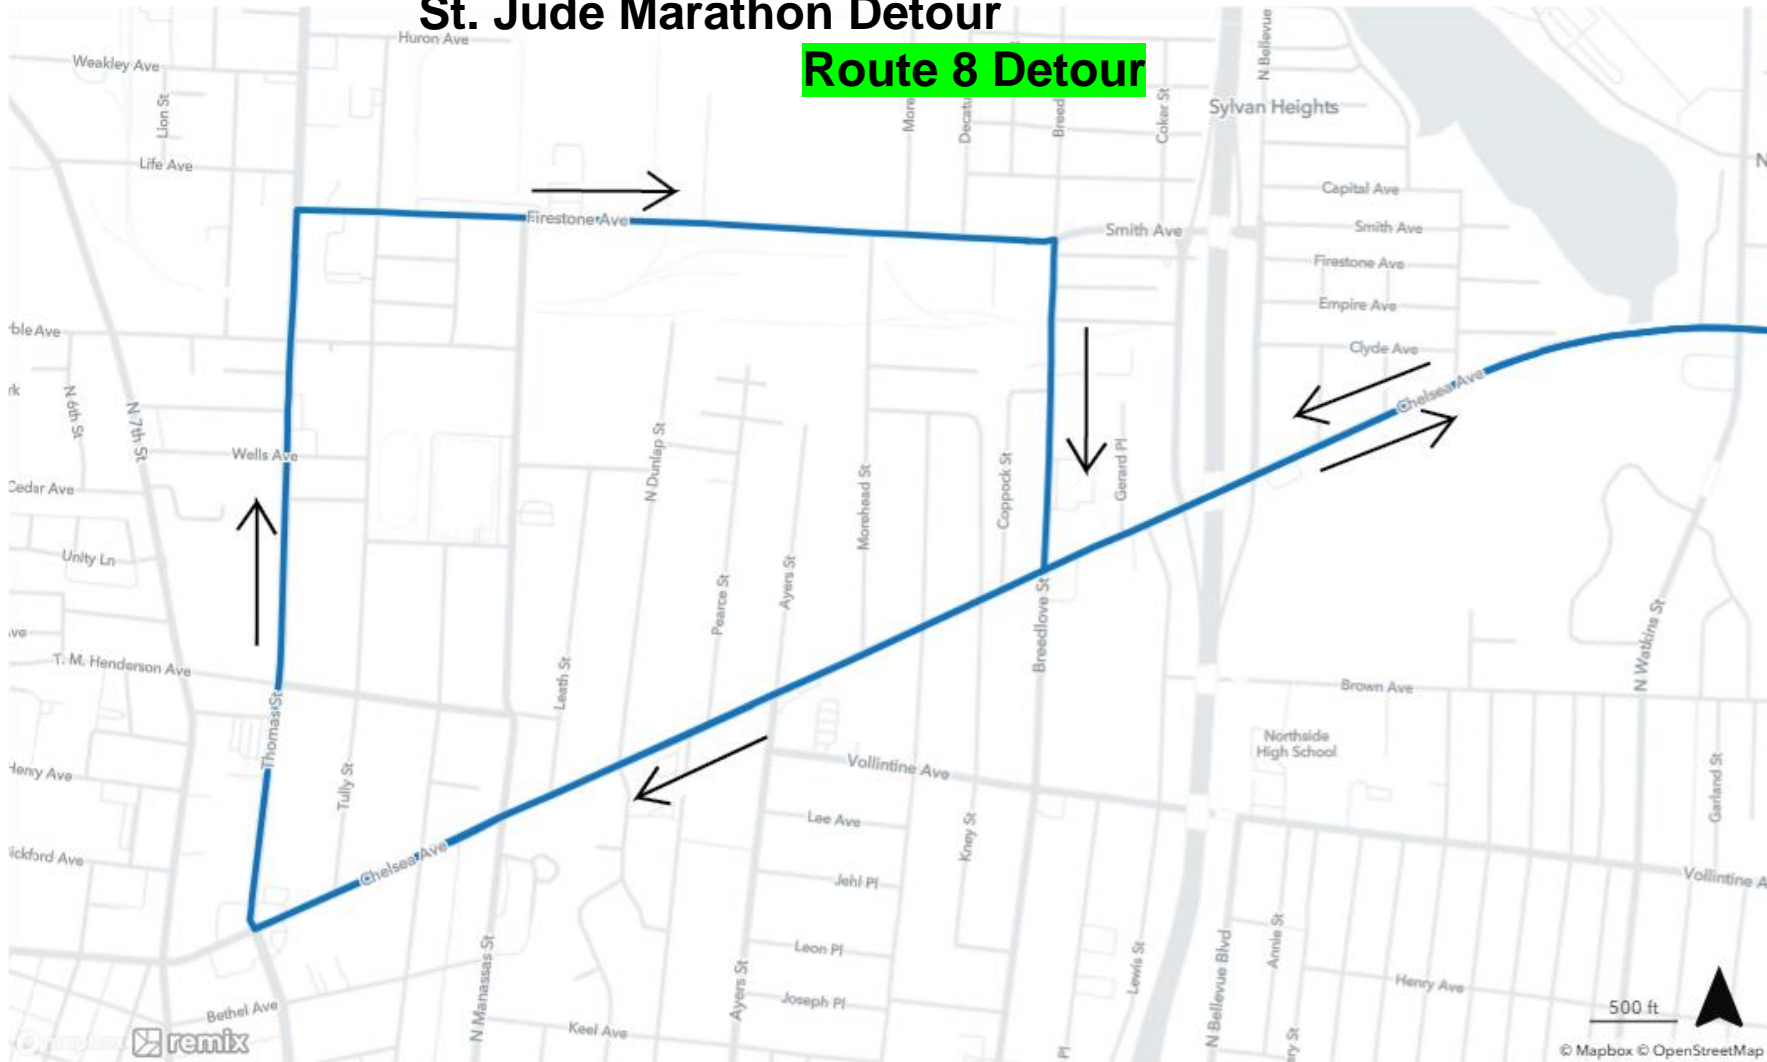 St. Jude Marathon Detour
Route 8 Detour
Huron Ave
Weakley Ave
Lion St
Life Ave
N Bellevue
Sylvan Heights
Coker St
Capital Ave
Smith Ave
Smith Ave
Firestone Ave
Firestone Ave
Empire Ave
Clyde Ave
Chelsea Ave
N 6th St
N 7th St
Wells Ave
Cedar Ave
Unity Ln
T. M. Henderson Ave
Thomas St
Tully St
Leath St
N Dunlap St
Pearce St
Ayers St
Morehead St
Coppock St
Gerard Pl
Breedlove St
N Watkins St
Brown Ave
Northside
High School
Garland St
Henry Ave
Vollintine Ave
Lae Ave
Kney St
Jehl Pl
Chelsea Ave
Leon Pl
Joseph Pl
Ayers St
N Manassas St
Keel Ave
Bethel Ave
Lewis St
N Bellevue Blvd
Annie St
Henry Ave
Vollintine A
500 ft
remix
© Mapbox © OpenStreetMap